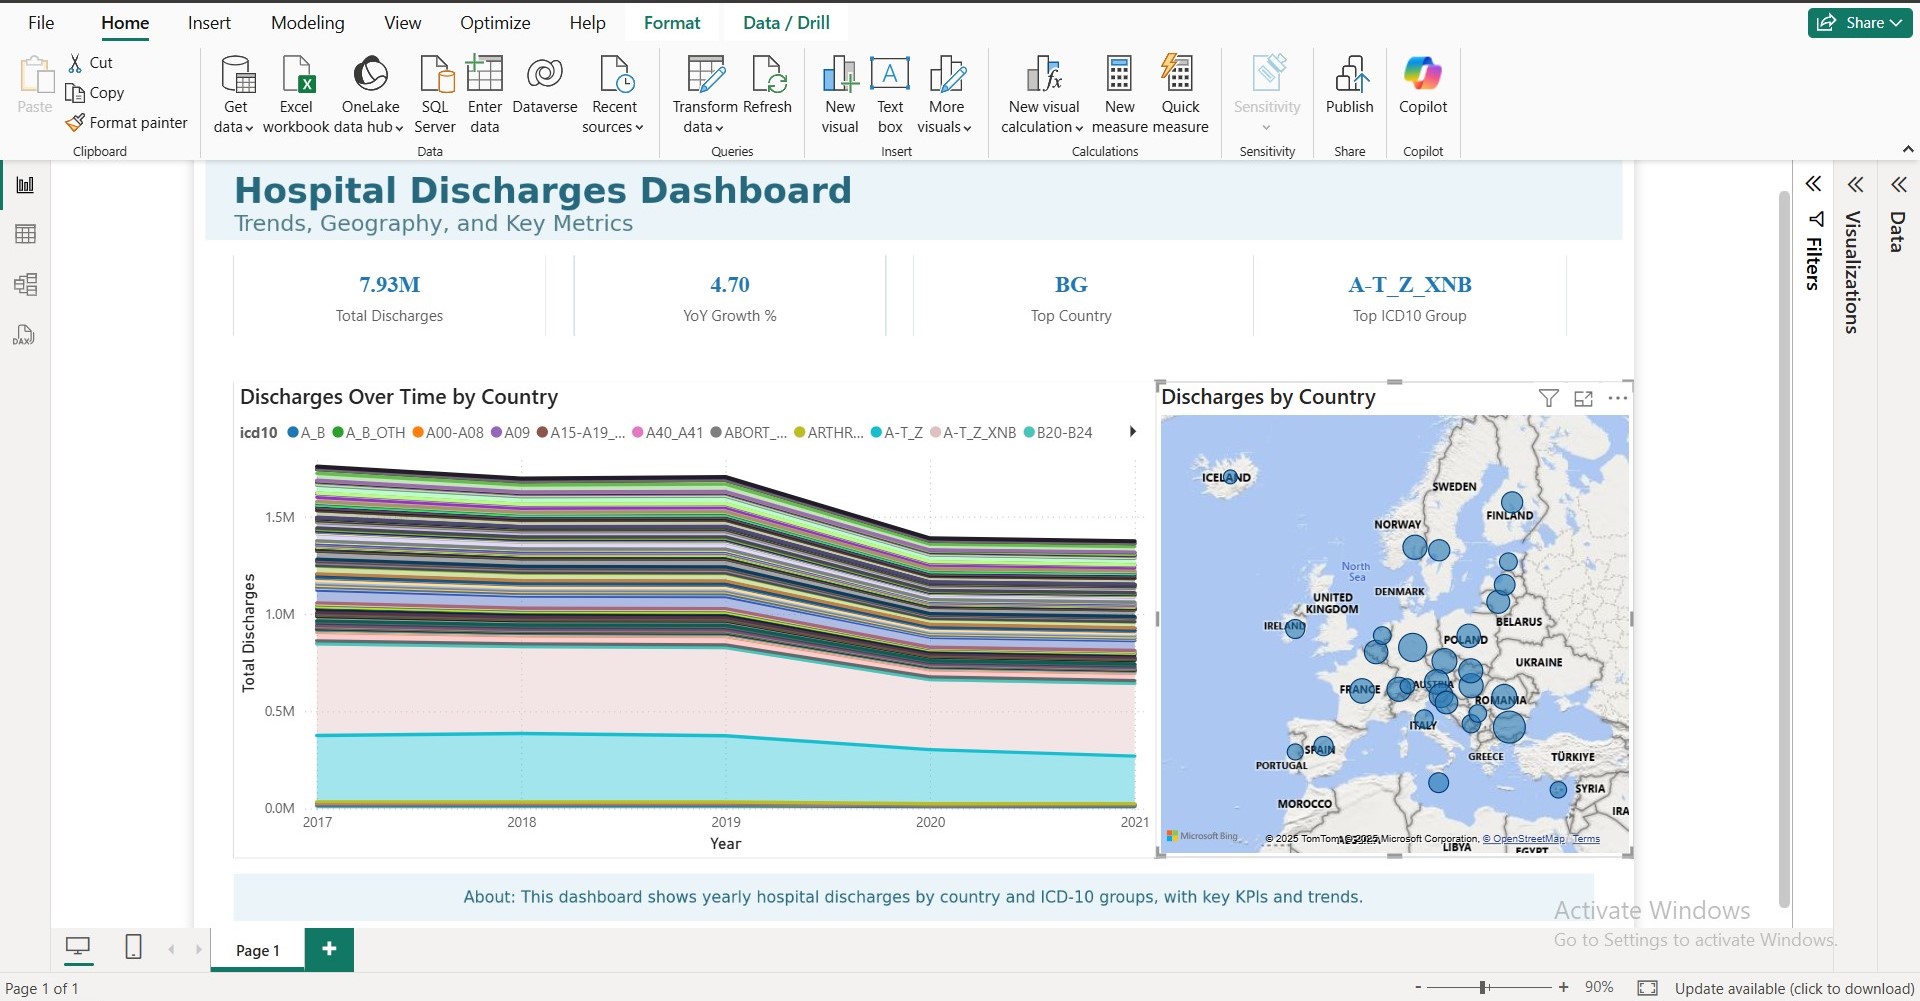 File Home Insert Modeling View Optimize Help Format Data / Drill Share
Paste
Cut
Copy
Format painter
Clipboard
Get data
Excel workbook
OneLake data hub
SQL Server
Enter data
Dataverse
Recent sources
Data
Transform data
Refresh
Queries
New visual
Text box
More visuals
Insert
New visual calculation
New measure
Quick measure
Calculations
Sensitivity
Sensitivity
Publish
Share
Copilot
Copilot
DAX
Hospital Discharges Dashboard
Trends, Geography, and Key Metrics
7.93M
Total Discharges
4.70
YoY Growth %
BG
Top Country
A-T_Z_XNB
Top ICD10 Group
Filters
Visualizations
Data
Discharges Over Time by Country
icd10 A_B A_B_OTH A00-A08 A09 A15-A19_... A40_A41 ABORT_... ARTHR... A-T_Z A-T_Z_XNB B20-B24
Total Discharges
1.5M
1.0M
0.5M
0.0M
2017 2018 2019 2020 2021
Year
Discharges by Country
ICELAND
SWEDEN
FINLAND
NORWAY
North
Sea
DENMARK
UNITED
KINGDOM
IRELAND
BELARUS
POLAND
UKRAINE
FRANCE
AUSTRIA
ROMANIA
ITALY
SPAIN
PORTUGAL
GREECE
TÜRKIYE
SYRIA
MOROCCO
IRA
LIBYA
EGYPT
Microsoft Bing
© 2025 TomTom, © 2025 Microsoft Corporation, © OpenStreetMap Terms
About: This dashboard shows yearly hospital discharges by country and ICD-10 groups, with key KPIs and trends.
Activate Windows
Go to Settings to activate Windows.
Page 1
+
Page 1 of 1
- + 90%
Update available (click to download)